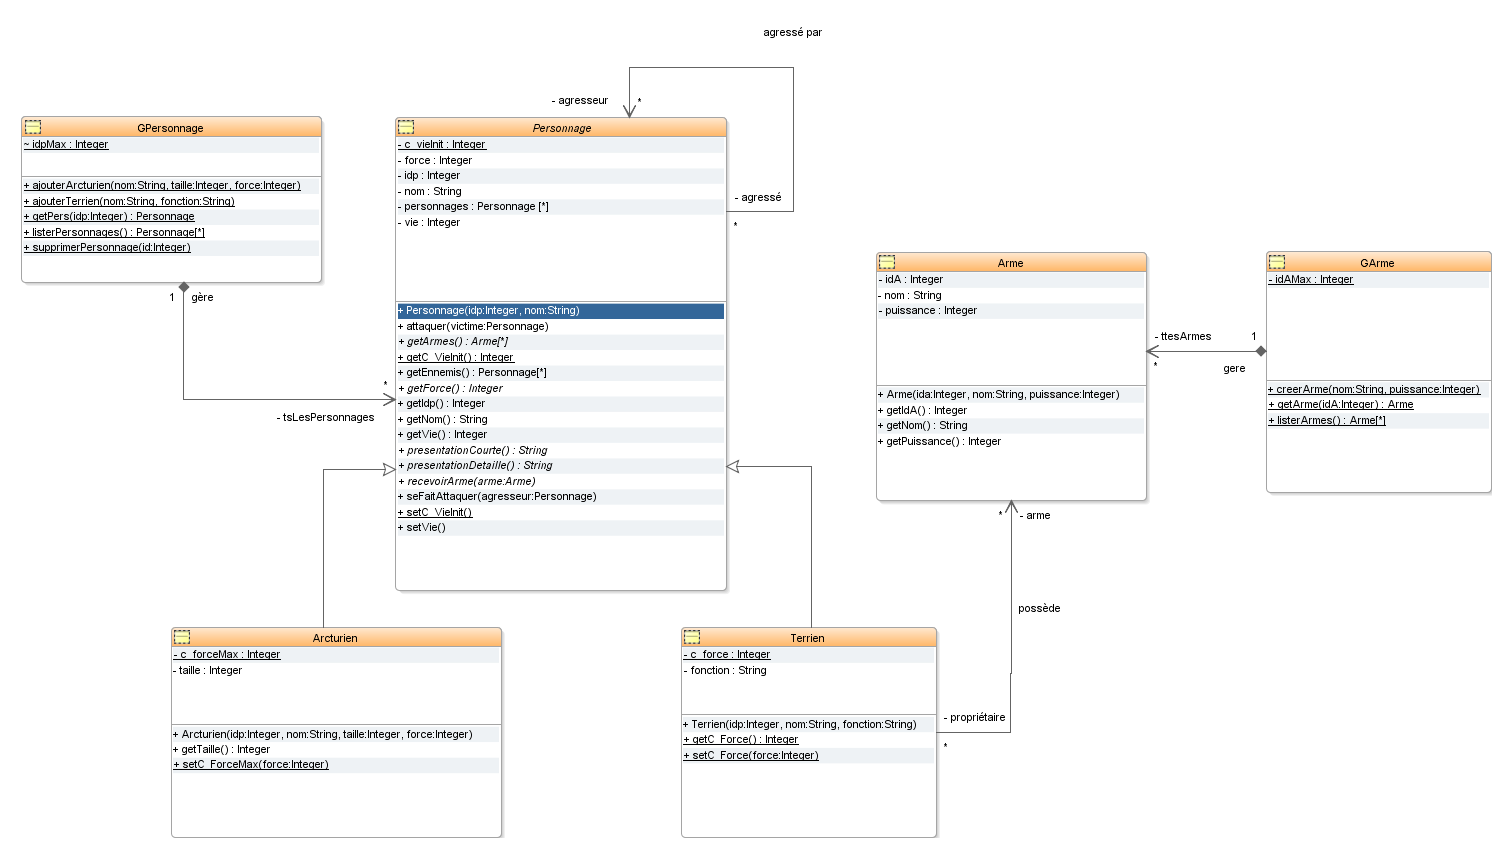 agressé par
- agresseur
*
GPersonnage
~ idpMax : Integer
+ ajouterArcturien(nom:String, taille:Integer, force:Integer)
+ ajouterTerrien(nom:String, fonction:String)
+ getPers(idp:Integer) : Personnage
+ listerPersonnages() : Personnage[*]
+ supprimerPersonnage(id:Integer)
1
gère
*
- tsLesPersonnages
Personnage
- c_vieInit : Integer
- force : Integer
- idp : Integer
- nom : String
- personnages : Personnage [*]
- vie : Integer
+ Personnage(idp:Integer, nom:String)
+ attaquer(victime:Personnage)
+ getArmes() : Arme[*]
+ getC_VieInit() : Integer
+ getEnnemis() : Personnage[*]
+ getForce() : Integer
+ getIdp() : Integer
+ getNom() : String
+ getVie() : Integer
+ presentationCourte() : String
+ presentationDetaille() : String
+ recevoirArme(arme:Arme)
+ seFaitAttaquer(agresseur:Personnage)
+ setC_VieInit()
+ setVie()
- agressé
*
Arme
- idA : Integer
- nom : String
- puissance : Integer
+ Arme(ida:Integer, nom:String, puissance:Integer)
+ getIdA() : Integer
+ getNom() : String
+ getPuissance() : Integer
- ttesArmes
1
*
gere
GArme
- idAMax : Integer
+ creerArme(nom:String, puissance:Integer)
+ getArme(idA:Integer) : Arme
+ listerArmes() : Arme[*]
*
- arme
possède
- propriétaire
*
Arcturien
- c_forceMax : Integer
- taille : Integer
+ Arcturien(idp:Integer, nom:String, taille:Integer, force:Integer)
+ getTaille() : Integer
+ setC_ForceMax(force:Integer)
Terrien
- c_force : Integer
- fonction : String
+ Terrien(idp:Integer, nom:String, fonction:String)
+ getC_Force() : Integer
+ setC_Force(force:Integer)